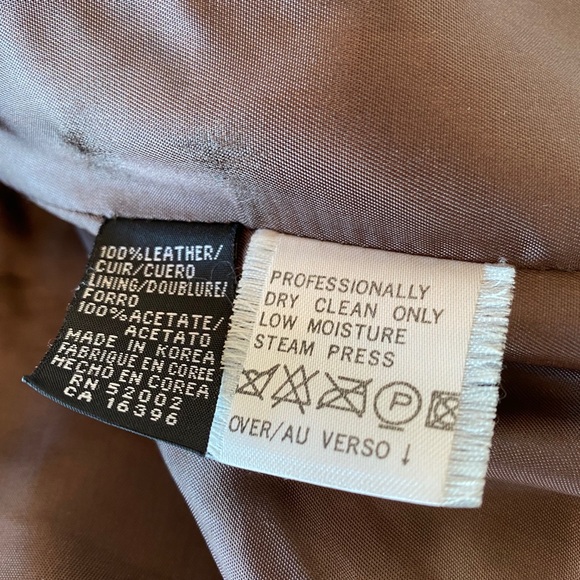 100%LEATHER/
CUIR/CUERO
LINING/DOUBLURE/
FORRO
100%ACETATE/
ACETATO
MADE IN KOREA
FABRIQUE EN COREE
HECHO EN COREA
RN 52002
CA 16396
PROFESSIONALLY
DRY CLEAN ONLY
LOW MOISTURE
STEAM PRESS
P
OVER/AU VERSO ↓